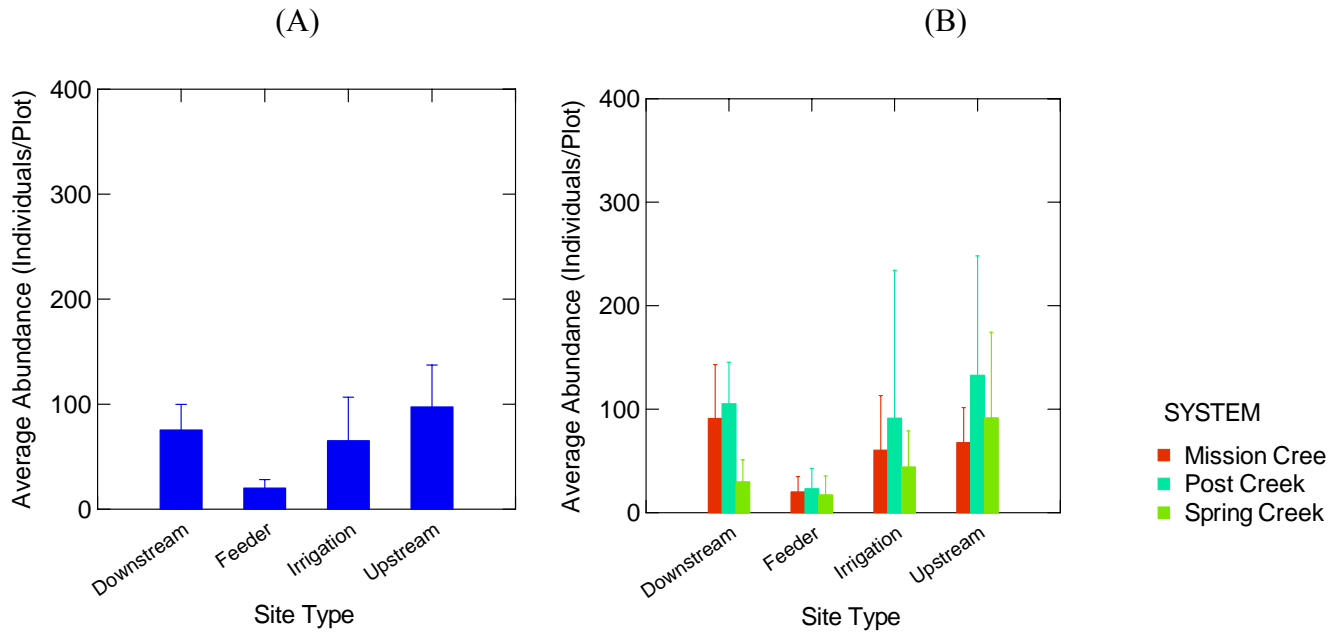 (A)
(B)
Average Abundance (Individuals/Plot)
400
300
200
100
0
Downstream
Feeder
Irrigation
Upstream
Site Type
Average Abundance (Individuals/Plot)
400
300
200
100
0
Downstream
Feeder
Irrigation
Upstream
Site Type
SYSTEM
Mission Cree
Post Creek
Spring Creek